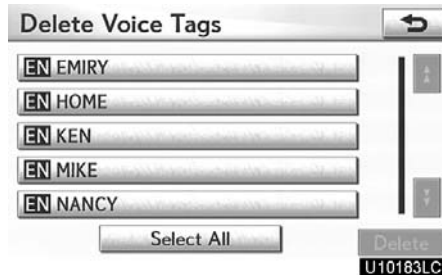 Delete Voice Tags
EN EMIRY
EN HOME
EN KEN
EN MIKE
EN NANCY
Select All
Delete
U10183LC